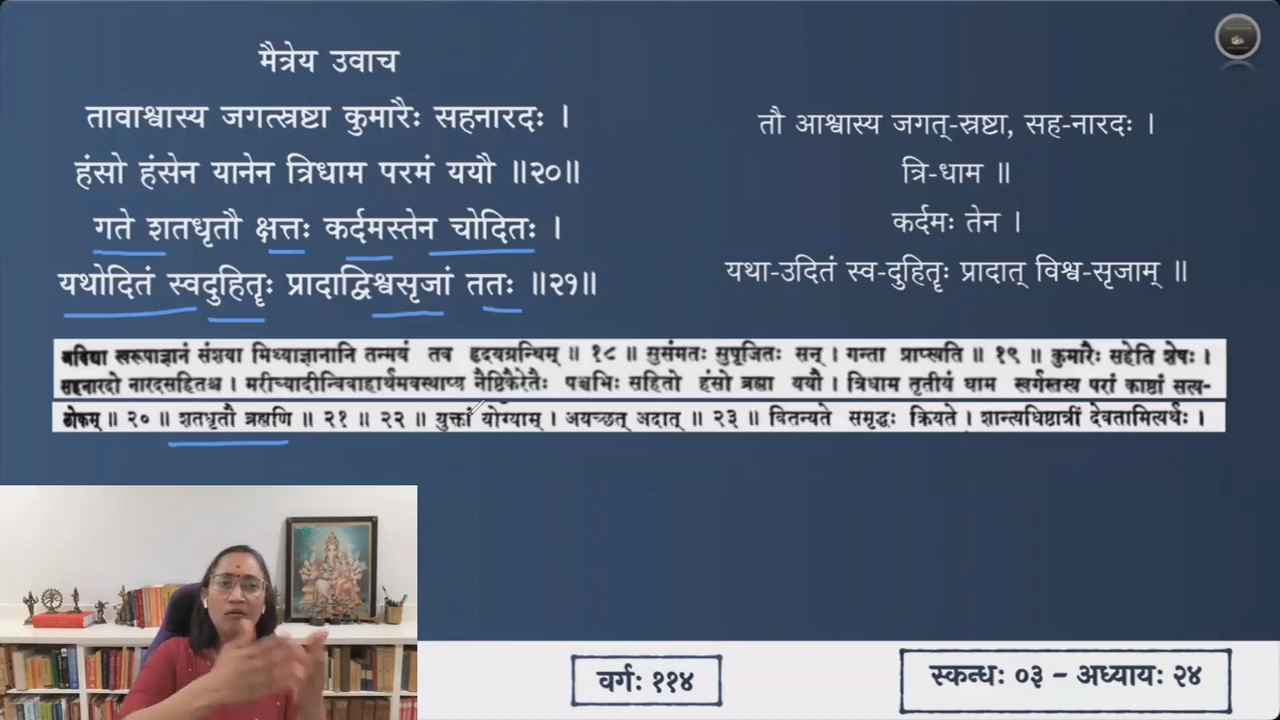 मैत्रेय उवाच
तावाश्वास्य जगत्स्रष्टा कुमारैः सहनारदः ।
हंसो हंसेन यानेन त्रिधाम परमं ययौ ॥२०॥
गते शतधृतौ क्षत्तः कर्दमस्तेन चोदितः ।
यथोदितं स्वदुहितॄः प्रादाद्विश्वसृजां ततः ॥२१॥
तौ आश्वास्य जगत्-स्रष्टा, सह-नारदः ।
त्रि-धाम ॥
कर्दमः तेन ।
यथा-उदितं स्व-दुहितॄः प्रादात् विश्व-सृजाम् ॥
अविद्या स्वरूपाज्ञानं संशया मिथ्याज्ञानानि तन्मयं तव हृदयग्रन्थिम् ॥ १८ ॥ सुसंमतः सुपूजितः सन् । गन्ता प्राप्स्यति ॥ १९ ॥ कुमारैः सहेति शेषः ।
सहनारदो नारदसहितश्च । मरीच्यादीन्विवाहार्थमवस्थाप्य नैष्ठिकैरेतैः पञ्चभिः सहितो हंसो ब्रह्मा ययौ । त्रिधाम तृतीयं धाम स्वर्गस्तस्य परां काष्ठां सत्य-
लोकम् ॥ २० ॥ शतधृतौ ब्रह्मणि ॥ २१ ॥ २२ ॥ युक्तां योग्याम् । अयच्छत् अदात् ॥ २३ ॥ वितन्यते समृद्धः क्रियते । शान्त्यधिष्ठात्रीं देवतामित्यर्थः ।
वर्गः ११४
स्कन्धः ०३ - अध्यायः २४